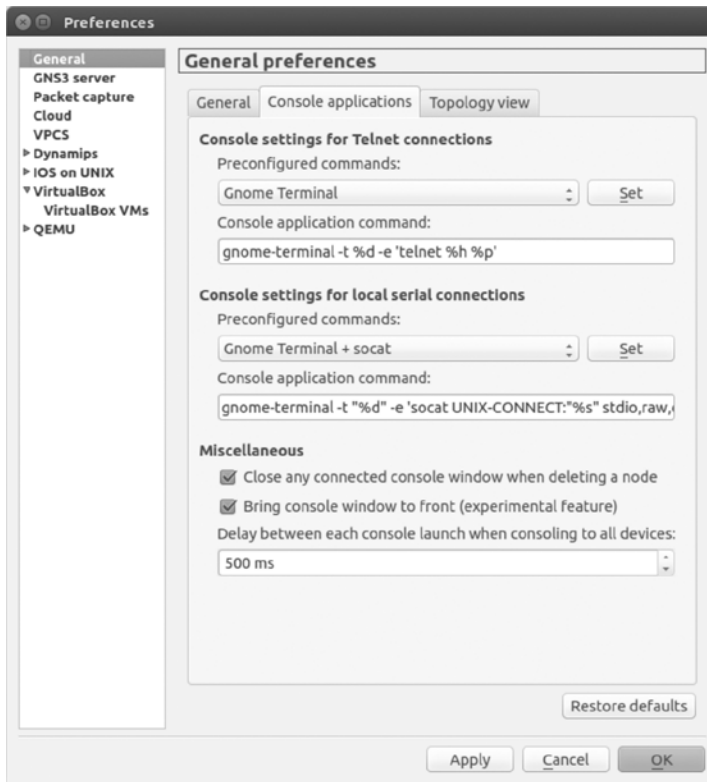 Preferences
General
GNS3 server
Packet capture
Cloud
VPCS
Dynamips
IOS on UNIX
VirtualBox
VirtualBox VMs
QEMU
General preferences
General Console applications Topology view
Console settings for Telnet connections
Preconfigured commands:
Gnome Terminal Set
Console application command:
gnome-terminal -t %d -e 'telnet %h %p'
Console settings for local serial connections
Preconfigured commands:
Gnome Terminal + socat Set
Console application command:
gnome-terminal -t "%d" -e 'socat UNIX-CONNECT:"%s" stdio,raw,
Miscellaneous
Close any connected console window when deleting a node
Bring console window to front (experimental feature)
Delay between each console launch when consoling to all devices:
500 ms
Restore defaults
Apply Cancel OK